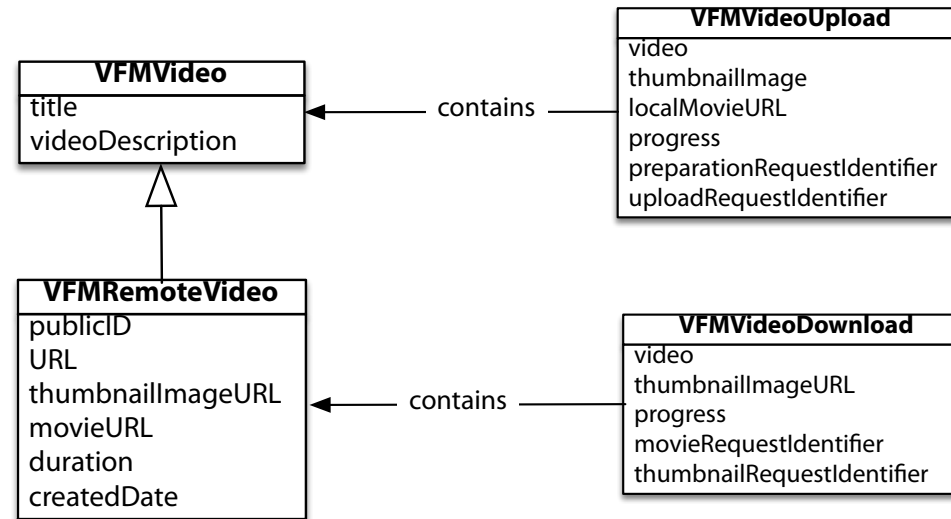 VFMVideo
title
videoDescription
contains
VFMVideoUpload
video
thumbnailImage
localMovieURL
progress
preparationRequestIdentifier
uploadRequestIdentifier
VFMRemoteVideo
publicID
URL
thumbnailImageURL
movieURL
duration
createdDate
contains
VFMVideoDownload
video
thumbnailImageURL
progress
movieRequestIdentifier
thumbnailRequestIdentifier